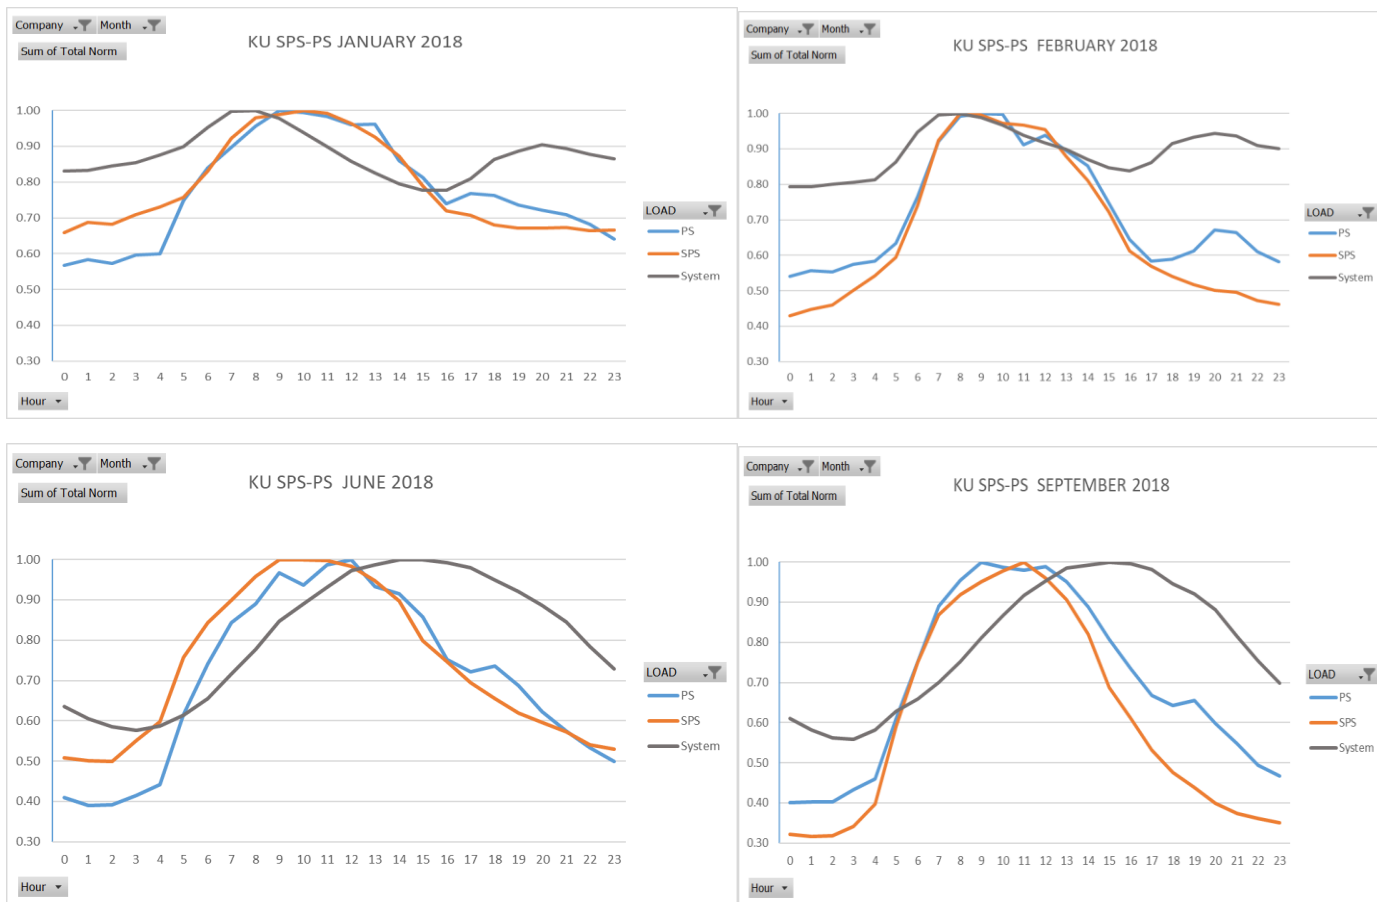 Company Month
Sum of Total Norm
KU SPS-PS JANUARY 2018
1.00
0.90
0.80
0.70
0.60
0.50
0.40
0.30
0 1 2 3 4 5 6 7 8 9 10 11 12 13 14 15 16 17 18 19 20 21 22 23
LOAD
PS
SPS
System
Hour
Company Month
Sum of Total Norm
KU SPS-PS FEBRUARY 2018
1.00
0.90
0.80
0.70
0.60
0.50
0.40
0.30
0 1 2 3 4 5 6 7 8 9 10 11 12 13 14 15 16 17 18 19 20 21 22 23
LOAD
PS
SPS
System
Hour
Company Month
Sum of Total Norm
KU SPS-PS JUNE 2018
1.00
0.90
0.80
0.70
0.60
0.50
0.40
0.30
0 1 2 3 4 5 6 7 8 9 10 11 12 13 14 15 16 17 18 19 20 21 22 23
LOAD
PS
SPS
System
Hour
Company Month
Sum of Total Norm
KU SPS-PS SEPTEMBER 2018
1.00
0.90
0.80
0.70
0.60
0.50
0.40
0.30
0 1 2 3 4 5 6 7 8 9 10 11 12 13 14 15 16 17 18 19 20 21 22 23
LOAD
PS
SPS
System
Hour